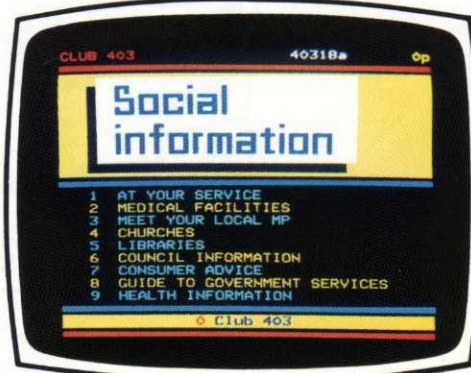 CLUB 403 40318a 0p
Social
information
1 AT YOUR SERVICE
2 MEDICAL FACILITIES
3 MEET YOUR LOCAL MP
4 CHURCHES
5 LIBRARIES
6 COUNCIL INFORMATION
7 CONSUMER ADVICE
8 GUIDE TO GOVERNMENT SERVICES
9 HEALTH INFORMATION
0 Club 403